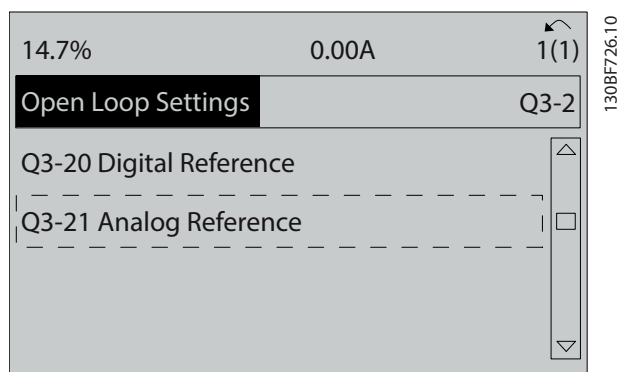 14.7% 0.00A 1(1)
Open Loop Settings Q3-2
Q3-20 Digital Reference
Q3-21 Analog Reference
130BF726.10